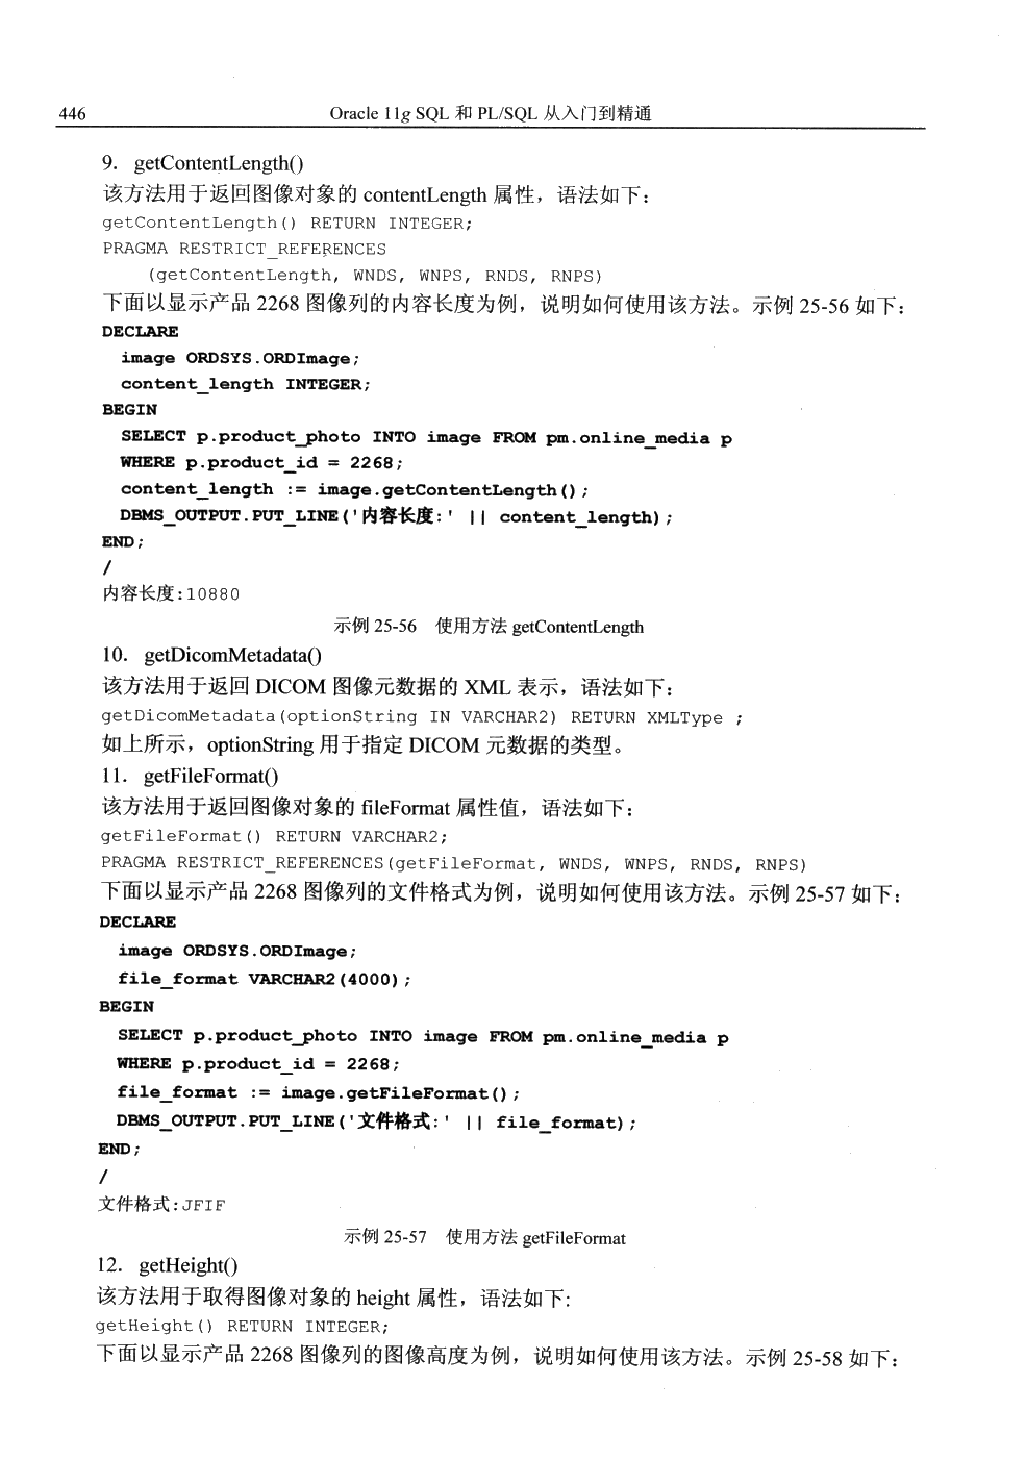 446
Oracle 11g SQL 和 PL/SQL 从入门到精通
9．getContentLength()
该方法用于返回图像对象的 contentLength 属性，语法如下：
getContentLength() RETURN INTEGER;
PRAGMA RESTRICT_REFERENCES
(getContentLength, WNDS, WNPS, RNDS, RNPS)
下面以显示产品 2268 图像列的内容长度为例，说明如何使用该方法。示例 25-56 如下：
DECLARE
image ORDSYS.ORDImage;
content_length INTEGER;
BEGIN
SELECT p.product_photo INTO image FROM pm.online_media p
WHERE p.product_id = 2268;
content_length := image.getContentLength();
DBMS_OUTPUT.PUT_LINE('内容长度:' || content_length);
END;
/
内容长度:10880
示例 25-56 使用方法 getContentLength
10．getDicomMetadata()
该方法用于返回 DICOM 图像元数据的 XML 表示，语法如下：
getDicomMetadata(optionString IN VARCHAR2) RETURN XMLType ;
如上所示，optionString 用于指定 DICOM 元数据的类型。
11．getFileFormat()
该方法用于返回图像对象的 fileFormat 属性值，语法如下：
getFileFormat() RETURN VARCHAR2;
PRAGMA RESTRICT_REFERENCES(getFileFormat, WNDS, WNPS, RNDS, RNPS)
下面以显示产品 2268 图像列的文件格式为例，说明如何使用该方法。示例 25-57 如下：
DECLARE
image ORDSYS.ORDImage;
file_format VARCHAR2(4000);
BEGIN
SELECT p.product_photo INTO image FROM pm.online_media p
WHERE p.product_id = 2268;
file_format := image.getFileFormat();
DBMS_OUTPUT.PUT_LINE('文件格式:' || file_format);
END;
/
文件格式:JFIF
示例 25-57 使用方法 getFileFormat
12．getHeight()
该方法用于取得图像对象的 height 属性，语法如下:
getHeight() RETURN INTEGER;
下面以显示产品 2268 图像列的图像高度为例，说明如何使用该方法。示例 25-58 如下：